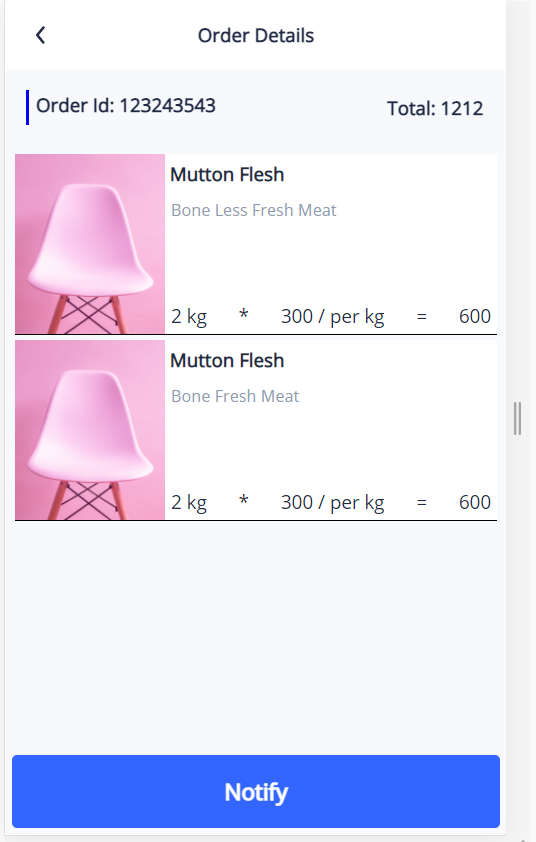 Order Details
Order Id: 123243543
Total: 1212
Mutton Flesh
Bone Less Fresh Meat
2 kg * 300 / per kg = 600
Mutton Flesh
Bone Fresh Meat
2 kg * 300 / per kg = 600
Notify